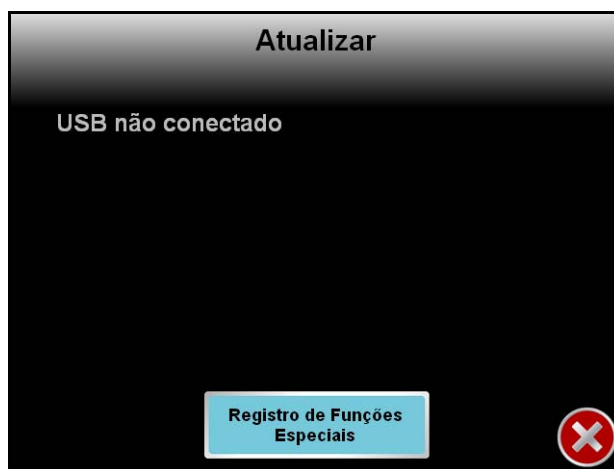 Atualizar
USB não conectado
Registro de Funções
Especiais